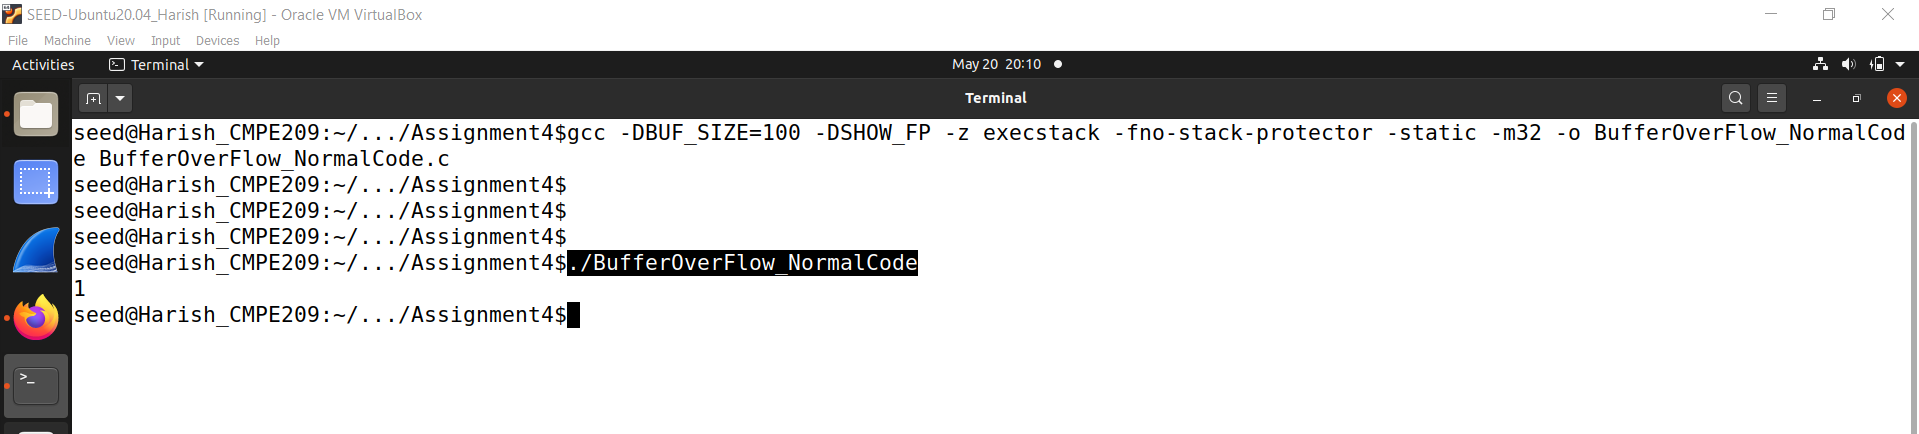 SEED-Ubuntu20.04_Harish [Running] - Oracle VM VirtualBox
File Machine View Input Devices Help
Activities Terminal May 20 20:10
Terminal
seed@Harish_CMPE209:~/.../Assignment4$gcc -DBUF_SIZE=100 -DSHOW_FP -z execstack -fno-stack-protector -static -m32 -o BufferOverFlow_NormalCod
e BufferOverFlow_NormalCode.c
seed@Harish_CMPE209:~/.../Assignment4$
seed@Harish_CMPE209:~/.../Assignment4$
seed@Harish_CMPE209:~/.../Assignment4$
seed@Harish_CMPE209:~/.../Assignment4$./BufferOverFlow_NormalCode
1
seed@Harish_CMPE209:~/.../Assignment4$